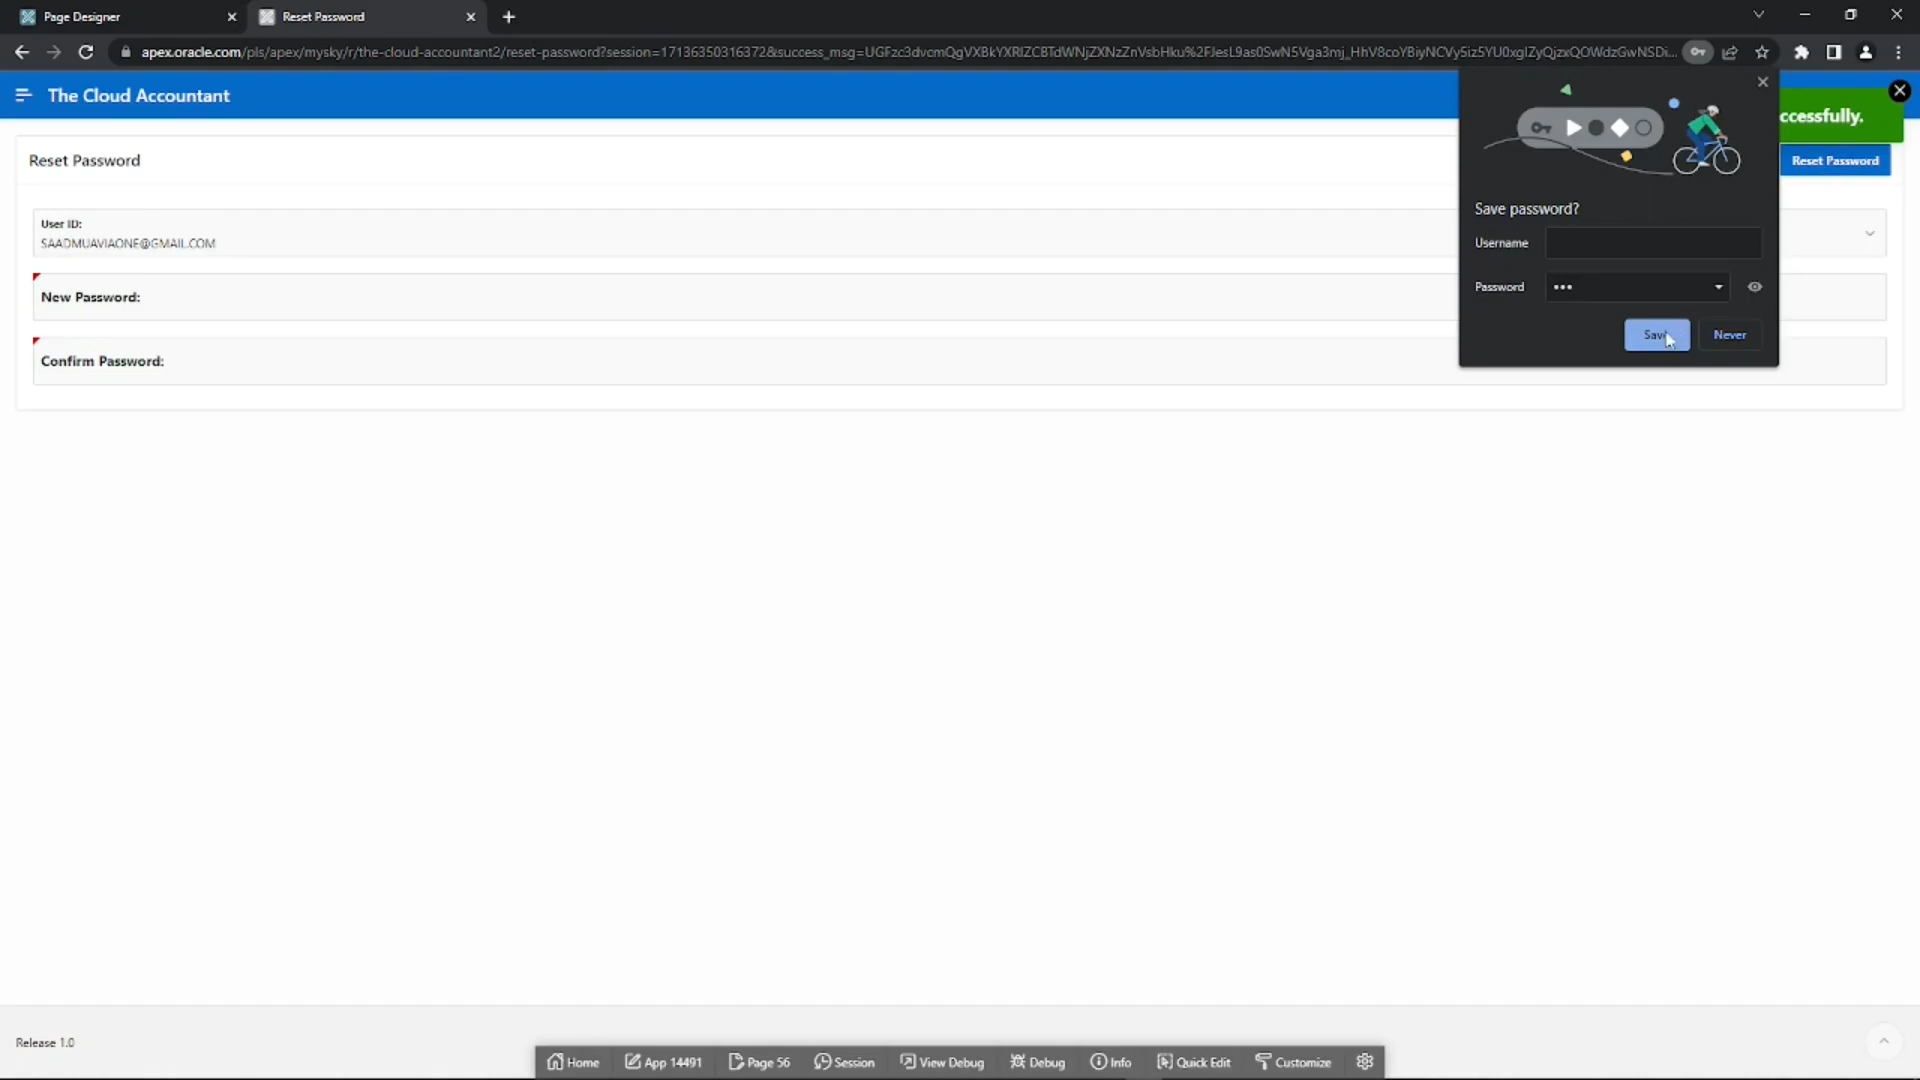 Page Designer
Reset Password
apex.oracle.com/pls/apex/mysky/r/the-cloud-accountant2/reset-password?session=17136350316372&success_msg=
The Cloud Accountant
ccessfully.
Reset Password
Reset Password
User ID:
SAADMUAVIAONE@GMAIL.COM
New Password:
Confirm Password:
Save password?
Username
Password
Save
Never
Release 1.0
Home
App 14491
Page 56
Session
View Debug
Debug
Info
Quick Edit
Customize